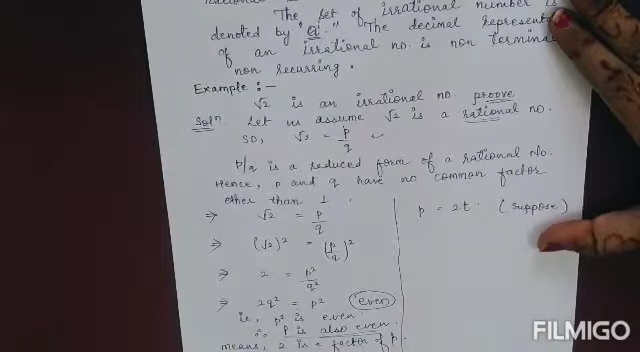 The set of irrational number is
denoted by "Q'." The decimal represent
of an irrational no. is non terminat
non recurring.
Example :-
√2 is an irrational no. proove
Solⁿ Let us assume √2 is a rational no.
so, √2 = p/q ✓
P/q is a reduced form of a rational No.
Hence, p and q have no common factor
other than 1.
⇒ √2 = p/q
⇒ (√2)² = (p/q)²
⇒ 2 = p²/q²
⇒ 2q² = p² (even)
is, p² is even
∴ P is also even.
means, 2 is a factor of p.
p = 2t. (suppose)
FILMIGO